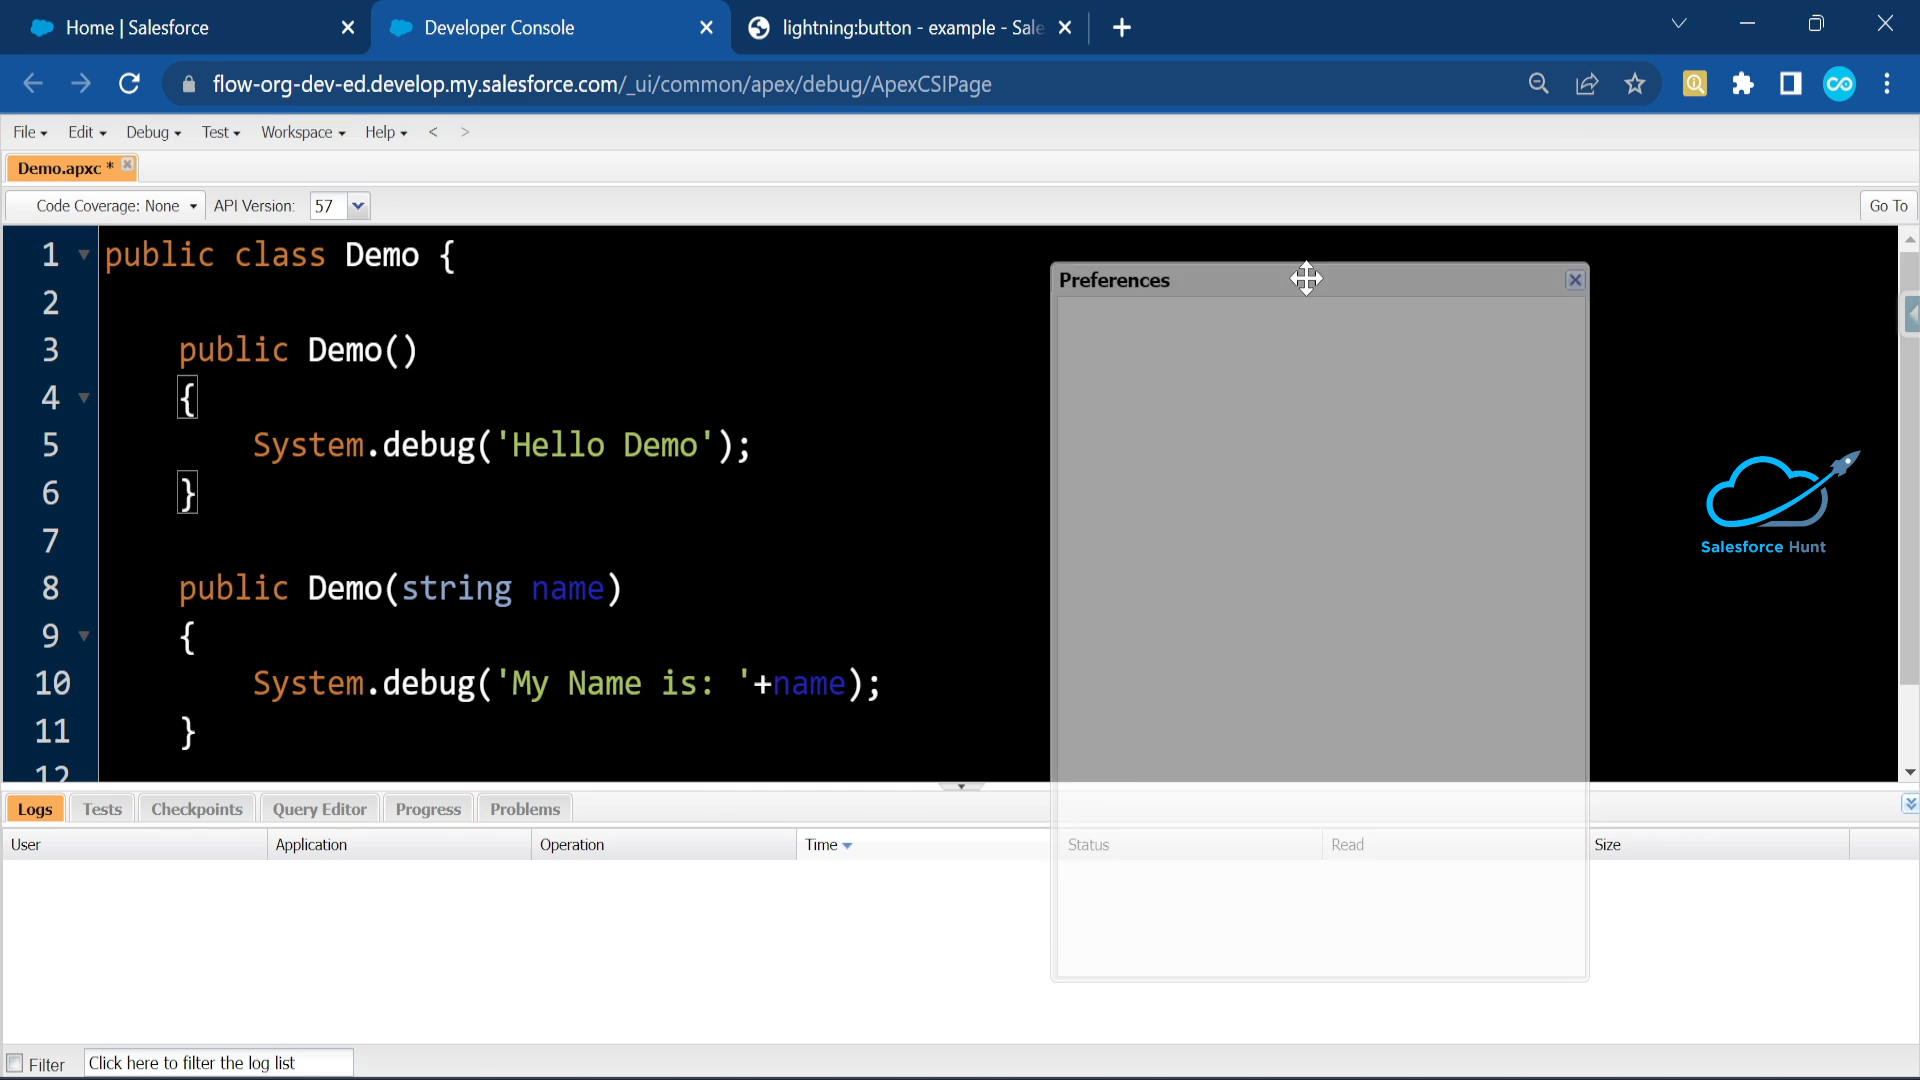 Home | Salesforce
Developer Console
lightning:button - example - Sale
flow-org-dev-ed.develop.my.salesforce.com/_ui/common/apex/debug/ApexCSIPage
File Edit Debug Test Workspace Help < >
Demo.apxc *
Code Coverage: None API Version: 57 Go To
1 public class Demo {
2
3 public Demo()
4 {
5 System.debug('Hello Demo');
6 }
7
8 public Demo(string name)
9 {
10 System.debug('My Name is: '+name);
11 }
12
Preferences
Salesforce Hunt
Logs Tests Checkpoints Query Editor Progress Problems
User Application Operation Time Status Read Size
Filter Click here to filter the log list